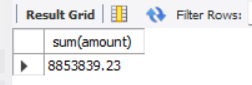 Result Grid Filter Rows:
sum(amount)
8853839.23